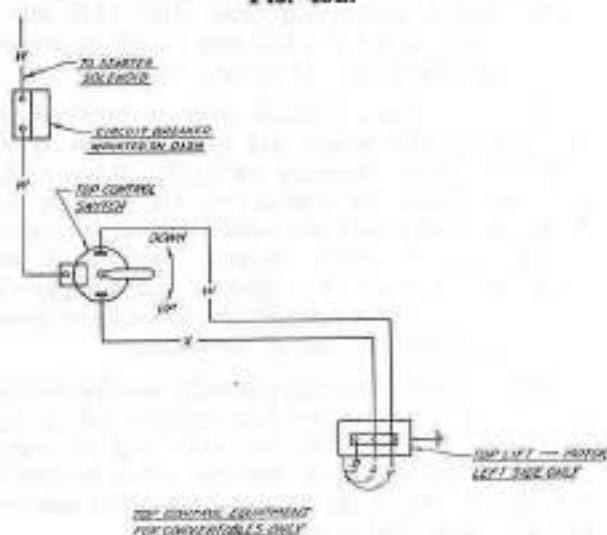 W
TO STARTER
SOLENOID
CIRCUIT BREAKER
MOUNTED ON DASH
W
TOP CONTROL
SWITCH
DOWN
UP
W
TOP LIFT MOTOR
LEFT SIDE ONLY
TOP CONTROL EQUIPMENT
FOR CONVERTIBLES ONLY